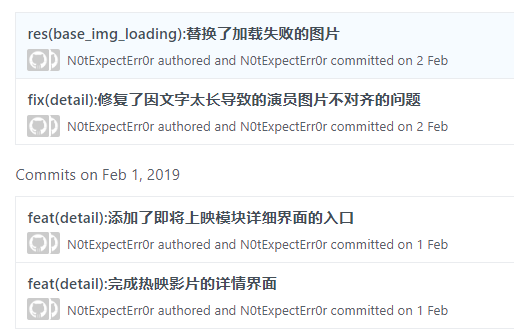 res(base_img_loading):替换了加载失败的图片
N0tExpectErr0r authored and N0tExpectErr0r committed on 2 Feb
fix(detail):修复了因文字太长导致的演员图片不对齐的问题
N0tExpectErr0r authored and N0tExpectErr0r committed on 2 Feb
Commits on Feb 1, 2019
feat(detail):添加了即将上映模块详细界面的入口
N0tExpectErr0r authored and N0tExpectErr0r committed on 1 Feb
feat(detail):完成热映影片的详情界面
N0tExpectErr0r authored and N0tExpectErr0r committed on 1 Feb